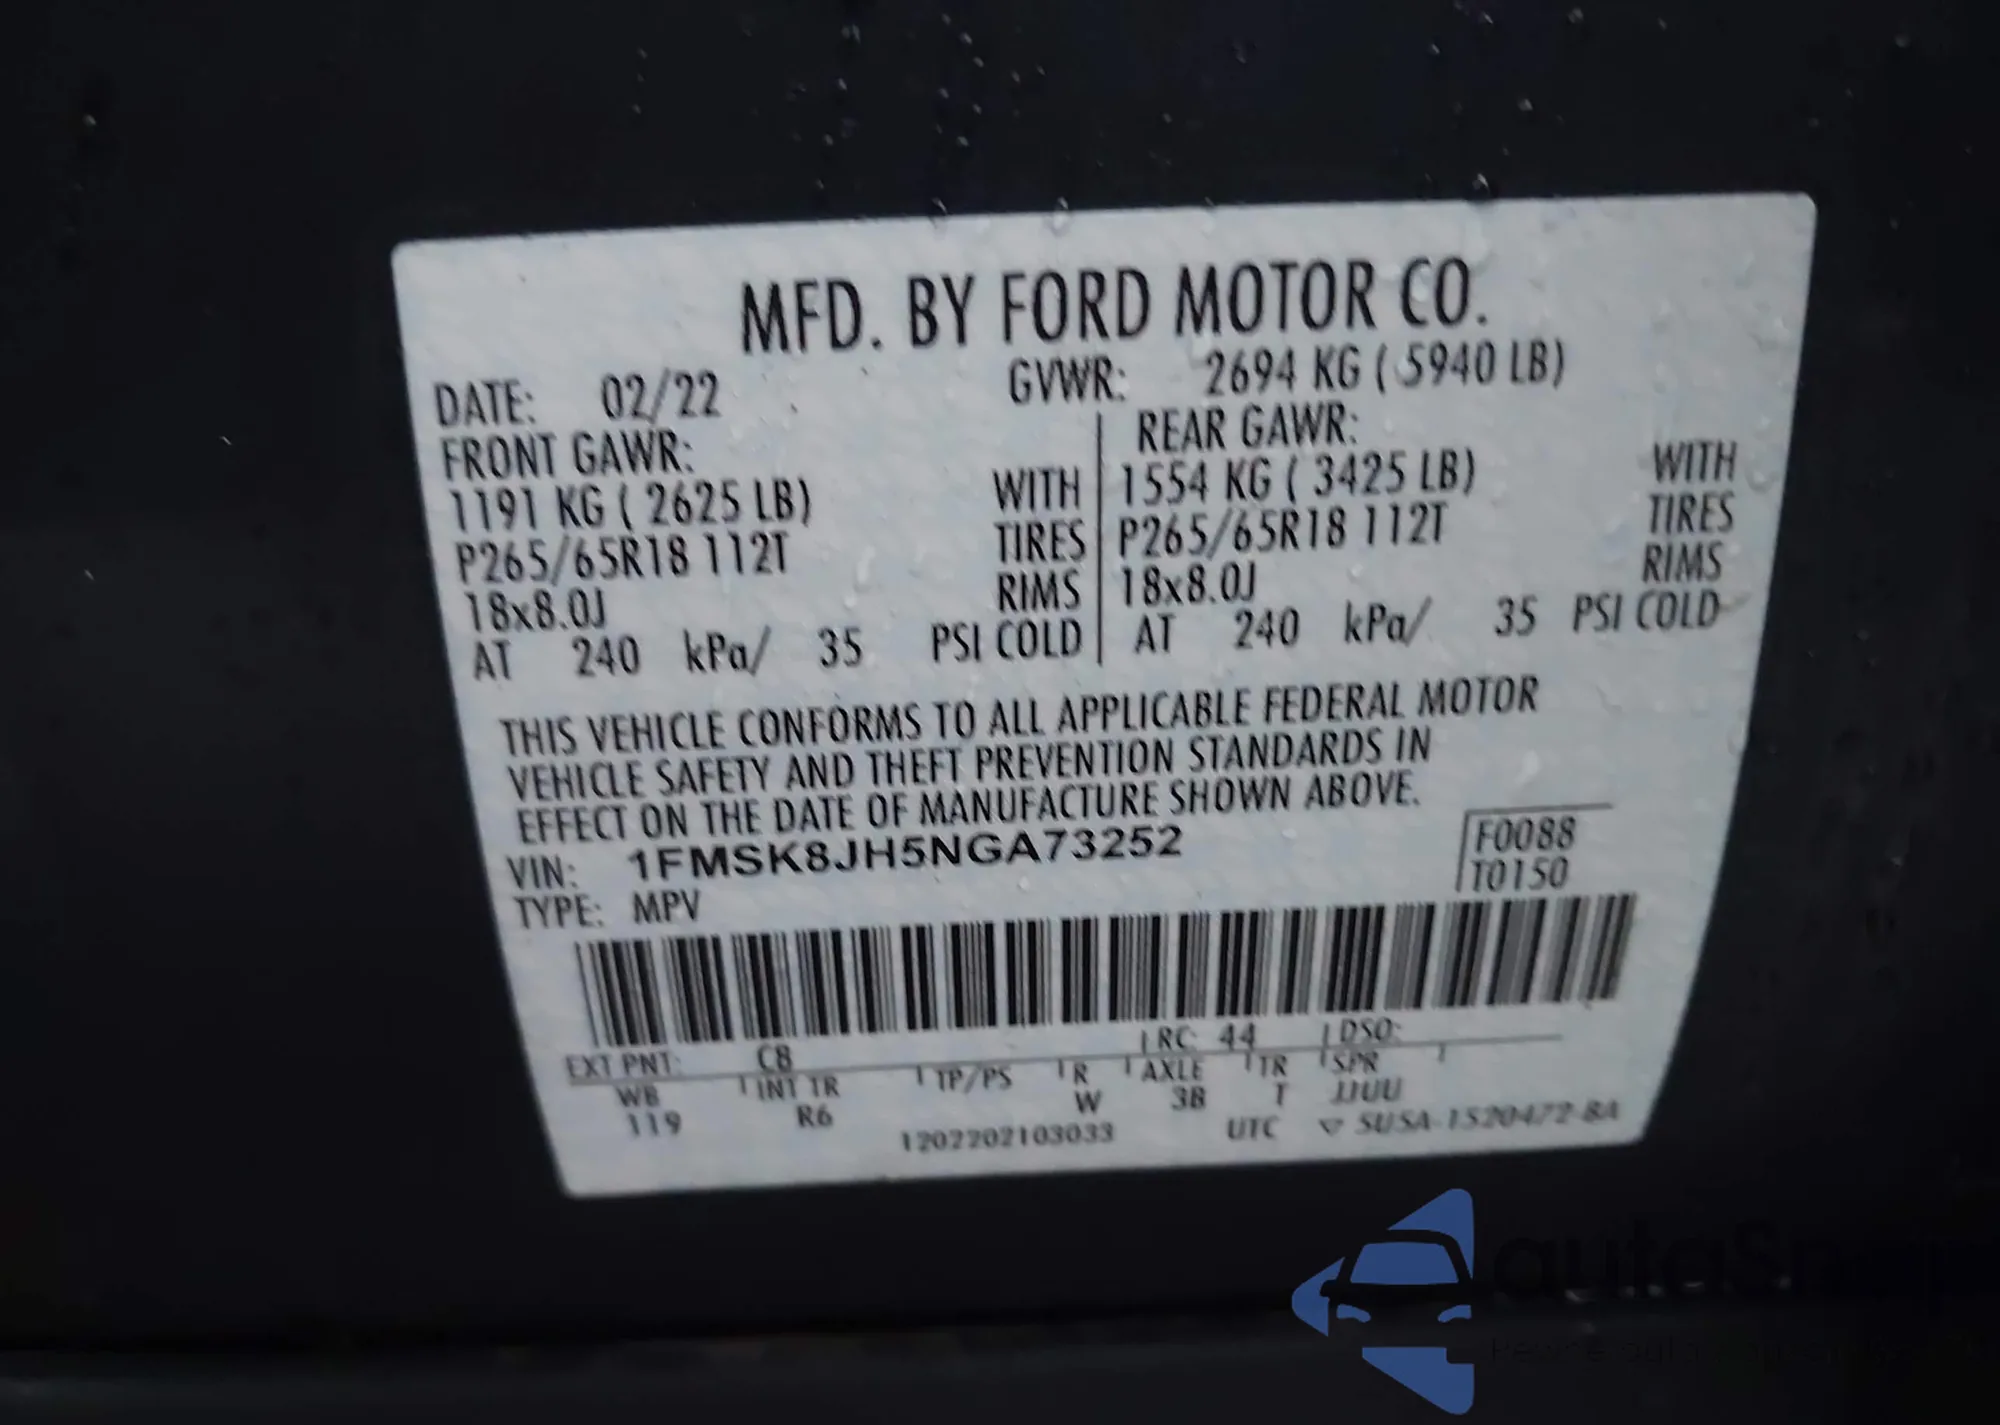 MFD. BY FORD MOTOR CO.
DATE: 02/22 GVWR: 2694 KG ( 5940 LB)
FRONT GAWR: REAR GAWR:
1191 KG ( 2625 LB) WITH 1554 KG ( 3425 LB) WITH
P265/65R18 112T TIRES P265/65R18 112T TIRES
18x8.0J RIMS 18x8.0J RIMS
AT 240 kPa/ 35 PSI COLD AT 240 kPa/ 35 PSI COLD
THIS VEHICLE CONFORMS TO ALL APPLICABLE FEDERAL MOTOR
VEHICLE SAFETY AND THEFT PREVENTION STANDARDS IN
EFFECT ON THE DATE OF MANUFACTURE SHOWN ABOVE.
VIN: 1FMSK8JH5NGA73252 F0088
TYPE: MPV T0150
EXT PNT: C8 RC: 44 DSO:
WB INT TR TP/PS R AXLE TR SPR
119 R6 W 3B T JJUU
1202202103033 UTC ▽ 5USA-1520472-BA